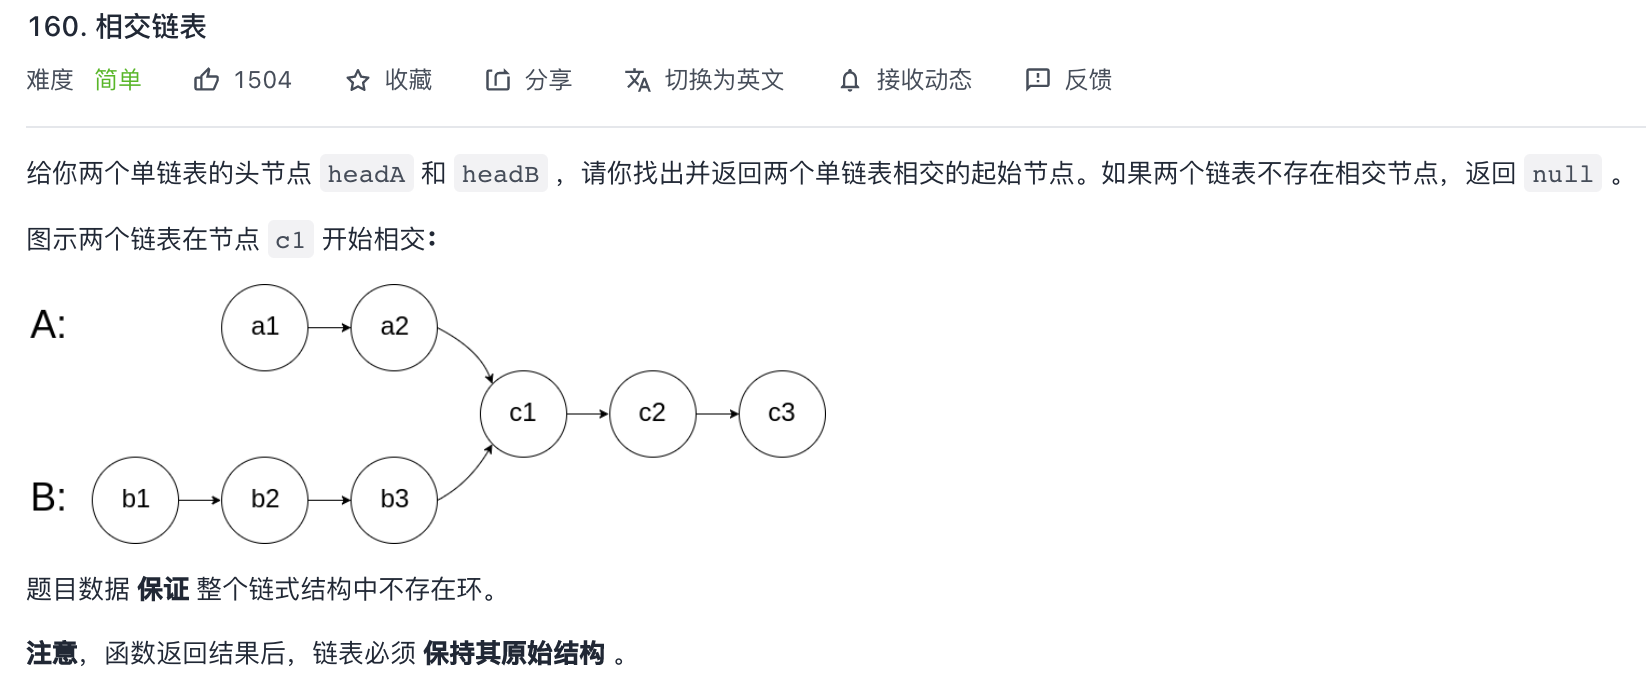 160. 相交链表
难度 简单 1504 收藏 分享 切换为英文 接收动态 反馈
给你两个单链表的头节点 headA 和 headB ，请你找出并返回两个单链表相交的起始节点。如果两个链表不存在相交节点，返回 null 。
图示两个链表在节点 c1 开始相交：
A: a1 a2
c1 c2 c3
B: b1 b2 b3
题目数据 保证 整个链式结构中不存在环。
注意，函数返回结果后，链表必须 保持其原始结构 。